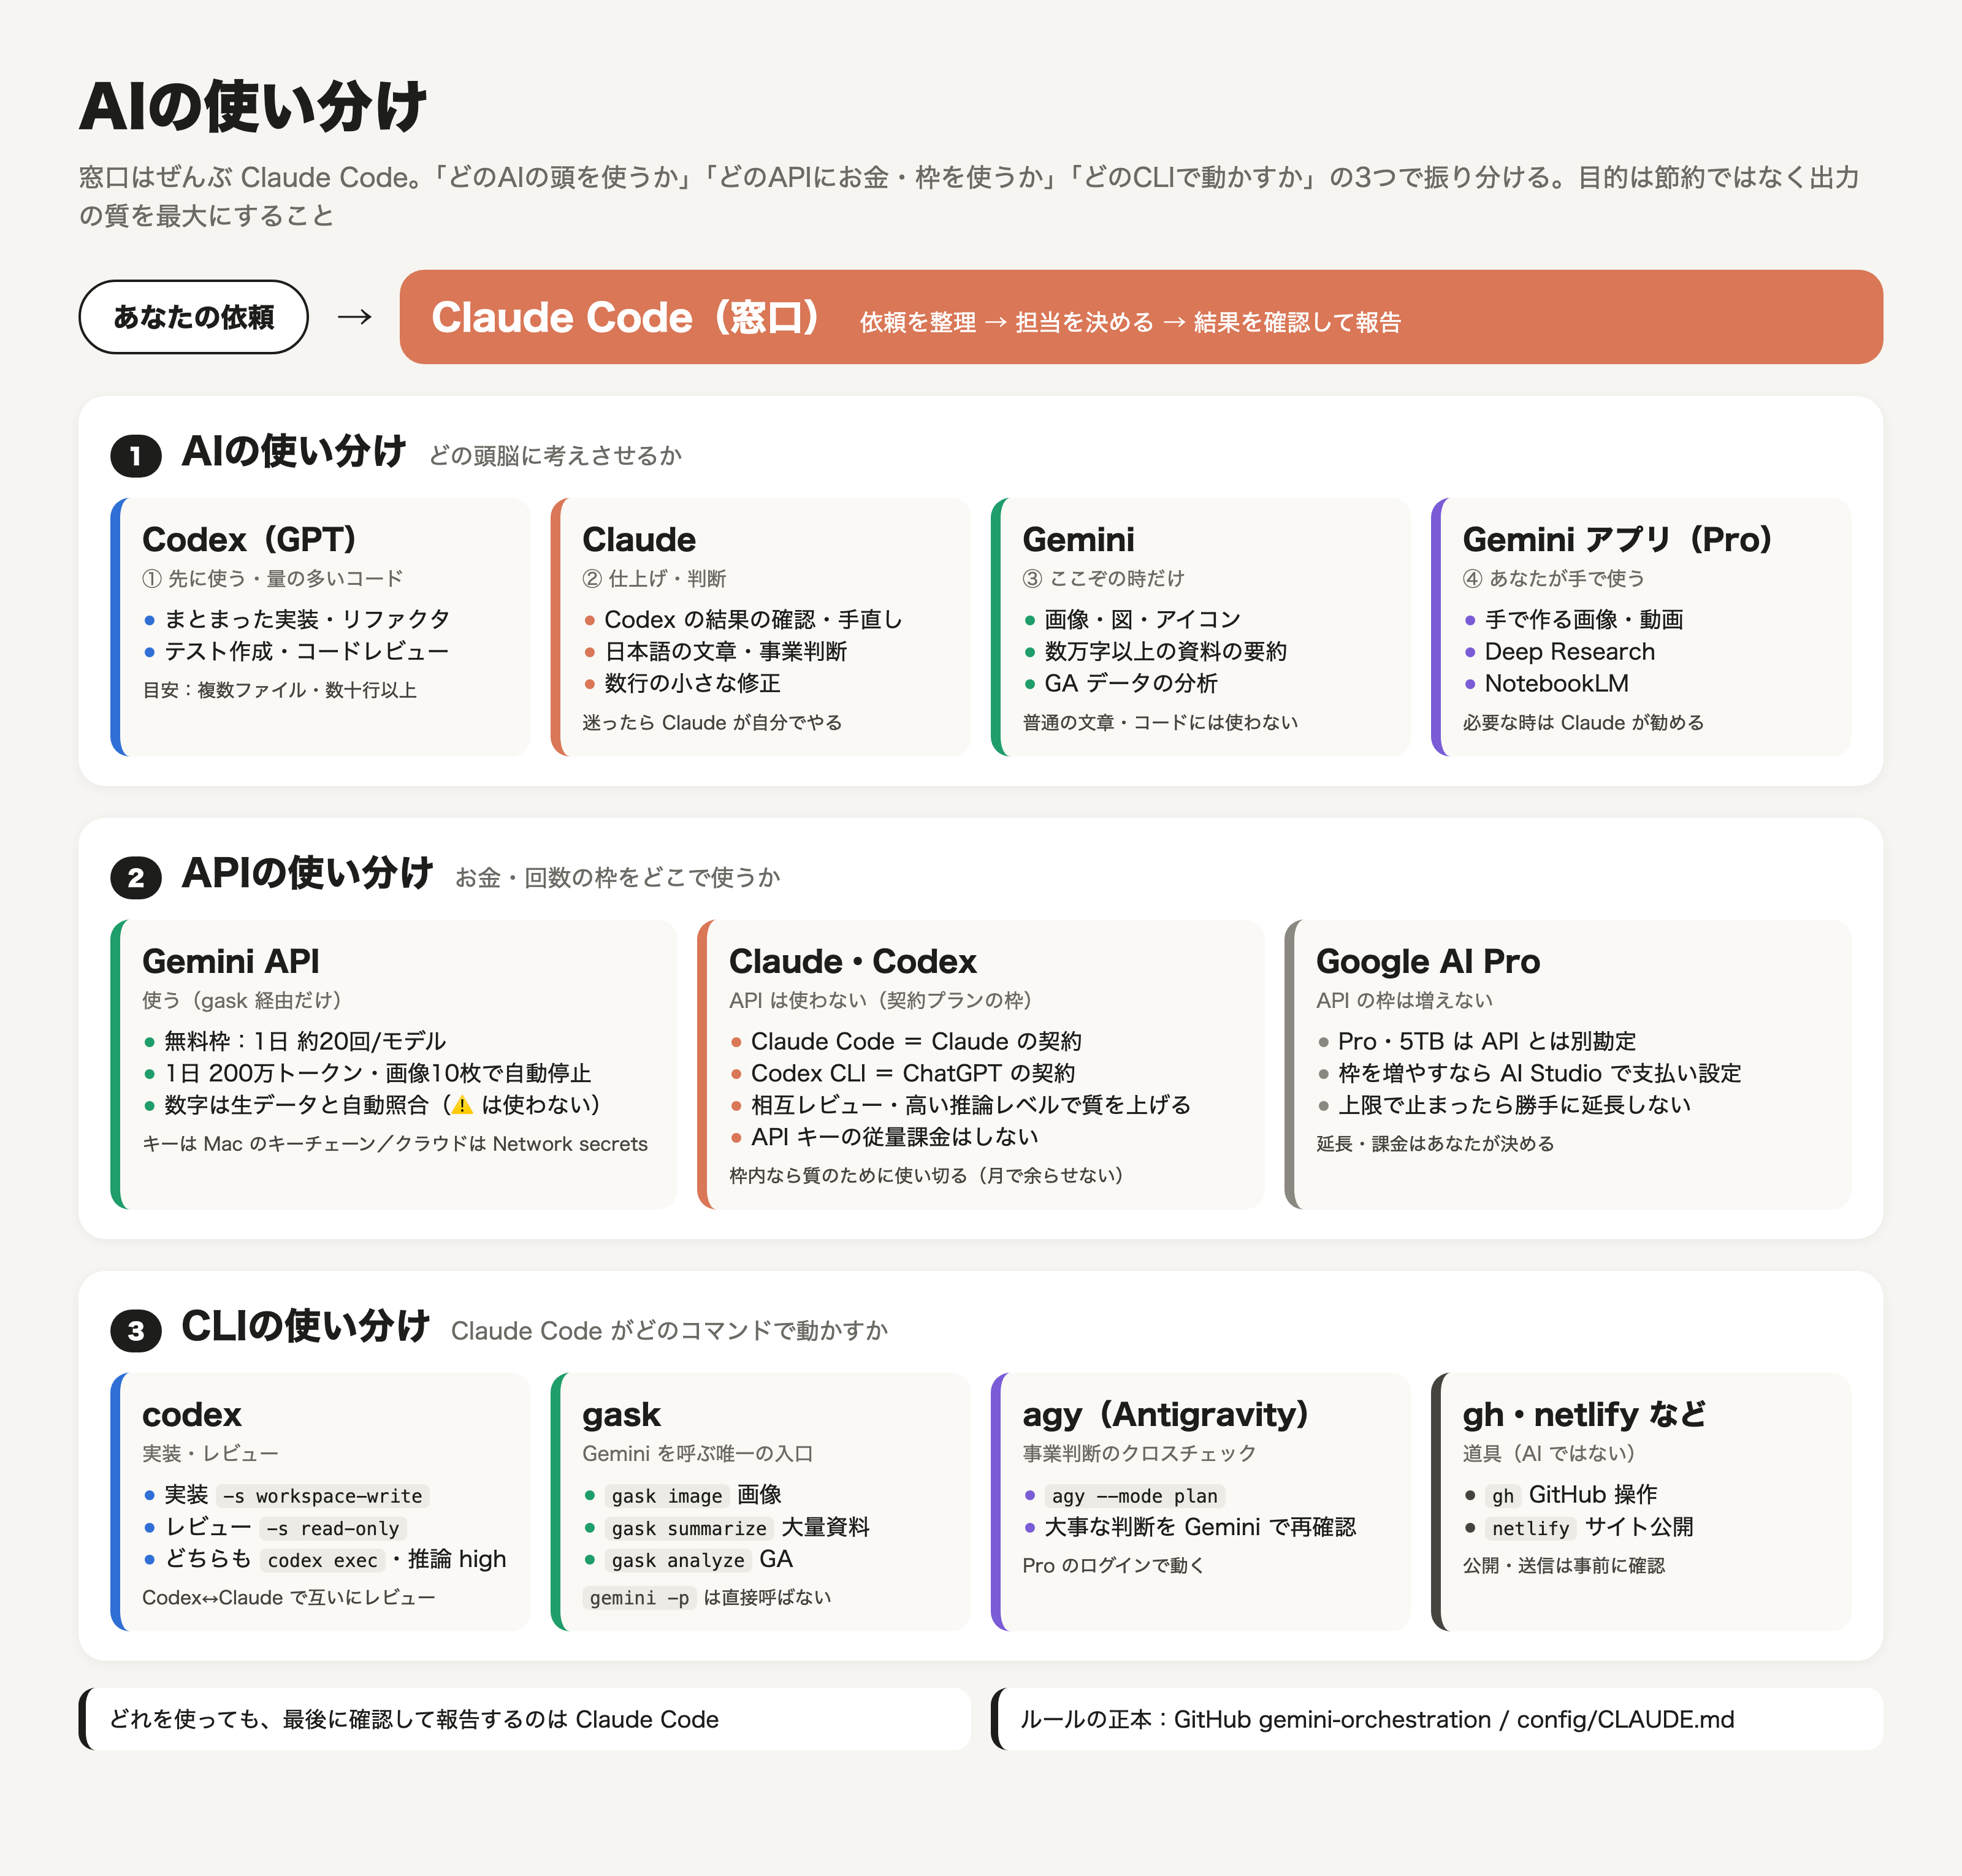 AIの使い分け
窓口はぜんぶ Claude Code。「どのAIの頭を使うか」「どのAPIにお金・枠を使うか」「どのCLIで動かすか」の3つで振り分ける。目的は節約ではなく出力
の質を最大にすること
あなたの依頼 → Claude Code（窓口） 依頼を整理 → 担当を決める → 結果を確認して報告
1 AIの使い分け どの頭脳に考えさせるか
Codex（GPT）
① 先に使う・量の多いコード
• まとまった実装・リファクタ
• テスト作成・コードレビュー
目安：複数ファイル・数十行以上
Claude
② 仕上げ・判断
• Codex の結果の確認・手直し
• 日本語の文章・事業判断
• 数行の小さな修正
迷ったら Claude が自分でやる
Gemini
③ ここぞの時だけ
• 画像・図・アイコン
• 数万字以上の資料の要約
• GA データの分析
普通の文章・コードには使わない
Gemini アプリ（Pro）
④ あなたが手で使う
• 手で作る画像・動画
• Deep Research
• NotebookLM
必要な時は Claude が勧める
2 APIの使い分け お金・回数の枠をどこで使うか
Gemini API
使う（gask 経由だけ）
• 無料枠：1日 約20回/モデル
• 1日 200万トークン・画像10枚で自動停止
• 数字は生データと自動照合（⚠️ は使わない）
キーは Mac のキーチェーン／クラウドは Network secrets
Claude・Codex
API は使わない（契約プランの枠）
• Claude Code ＝ Claude の契約
• Codex CLI ＝ ChatGPT の契約
• 相互レビュー・高い推論レベルで質を上げる
• API キーの従量課金はしない
枠内なら質のために使い切る（月で余らせない）
Google AI Pro
API の枠は増えない
• Pro・5TB は API とは別勘定
• 枠を増やすなら AI Studio で支払い設定
• 上限で止まったら勝手に延長しない
延長・課金はあなたが決める
3 CLIの使い分け Claude Code がどのコマンドで動かすか
codex
実装・レビュー
• 実装 -s workspace-write
• レビュー -s read-only
• どちらも codex exec・推論 high
Codex↔Claude で互いにレビュー
gask
Gemini を呼ぶ唯一の入口
• gask image 画像
• gask summarize 大量資料
• gask analyze GA
gemini -p は直接呼ばない
agy（Antigravity）
事業判断のクロスチェック
• agy --mode plan
• 大事な判断を Gemini で再確認
Pro のログインで動く
gh・netlify など
道具（AI ではない）
• gh GitHub 操作
• netlify サイト公開
公開・送信は事前に確認
どれを使っても、最後に確認して報告するのは Claude Code
ルールの正本：GitHub gemini-orchestration / config/CLAUDE.md